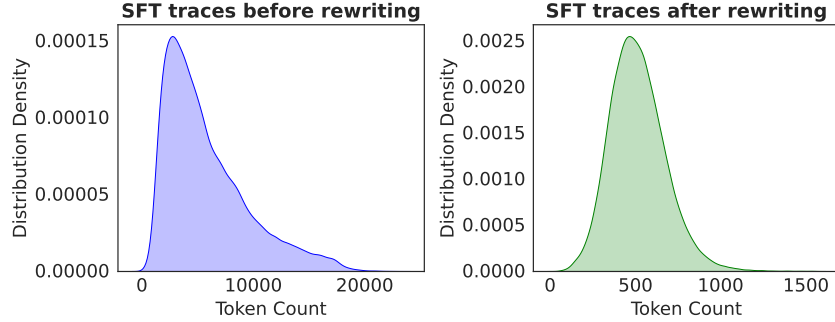 SFT traces before rewriting
0.00015
0.00010
0.00005
0.00000
Distribution Density
0 10000 20000
Token Count
SFT traces after rewriting
0.0025
0.0020
0.0015
0.0010
0.0005
0.0000
Distribution Density
0 500 1000 1500
Token Count